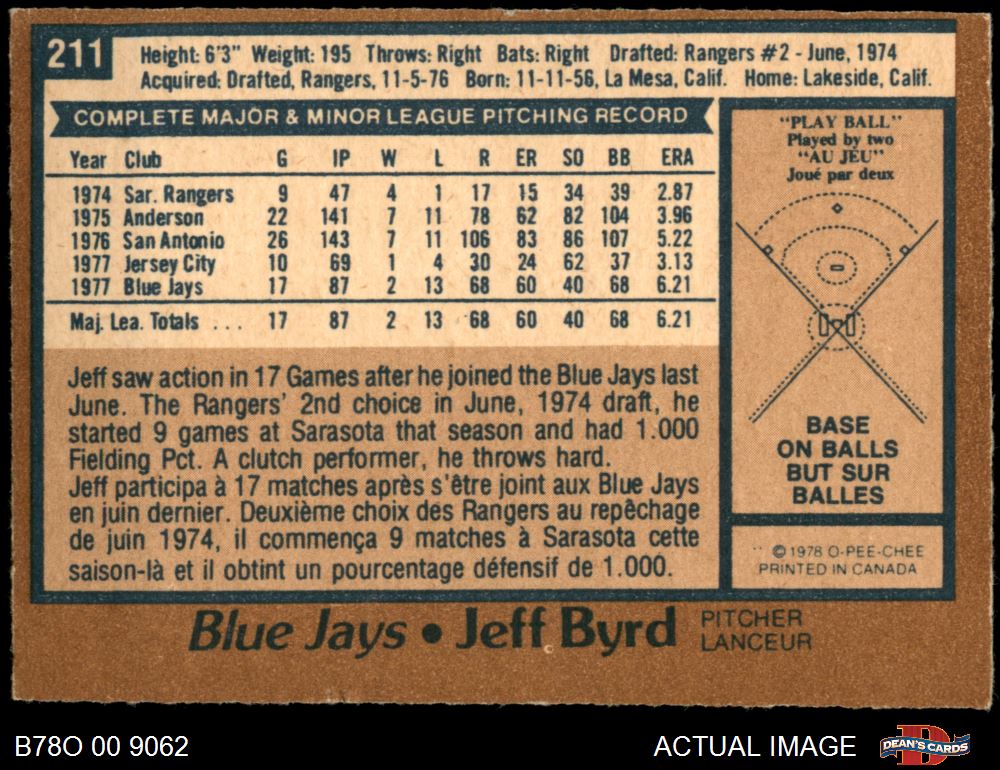 211
Height: 6'3" Weight: 195 Throws: Right Bats: Right Drafted: Rangers #2 - June, 1974
Acquired: Drafted, Rangers, 11-5-76 Born: 11-11-56, La Mesa, Calif. Home: Lakeside, Calif.
COMPLETE MAJOR & MINOR LEAGUE PITCHING RECORD
Year Club G IP W L R ER SO BB ERA
1974 Sar. Rangers 9 47 4 1 17 15 34 39 2.87
1975 Anderson 22 141 7 11 78 62 82 104 3.96
1976 San Antonio 26 143 7 11 106 83 86 107 5.22
1977 Jersey City 10 69 1 4 30 24 62 37 3.13
1977 Blue Jays 17 87 2 13 68 60 40 68 6.21
Maj. Lea. Totals ... 17 87 2 13 68 60 40 68 6.21
Jeff saw action in 17 Games after he joined the Blue Jays last
June. The Rangers' 2nd choice in June, 1974 draft, he
started 9 games at Sarasota that season and had 1.000
Fielding Pct. A clutch performer, he throws hard.
Jeff participa à 17 matches après s'être joint aux Blue Jays
en juin dernier. Deuxième choix des Rangers au repêchage
de juin 1974, il commença 9 matches à Sarasota cette
saison-là et il obtint un pourcentage défensif de 1.000.
"PLAY BALL"
Played by two
"AU JEU"
Joué par deux
BASE
ON BALLS
BUT SUR
BALLES
© 1978 O-PEE-CHEE
PRINTED IN CANADA
Blue Jays • Jeff Byrd PITCHER
LANCEUR
B78O 00 9062
ACTUAL IMAGE
D
DEAN'S CARDS